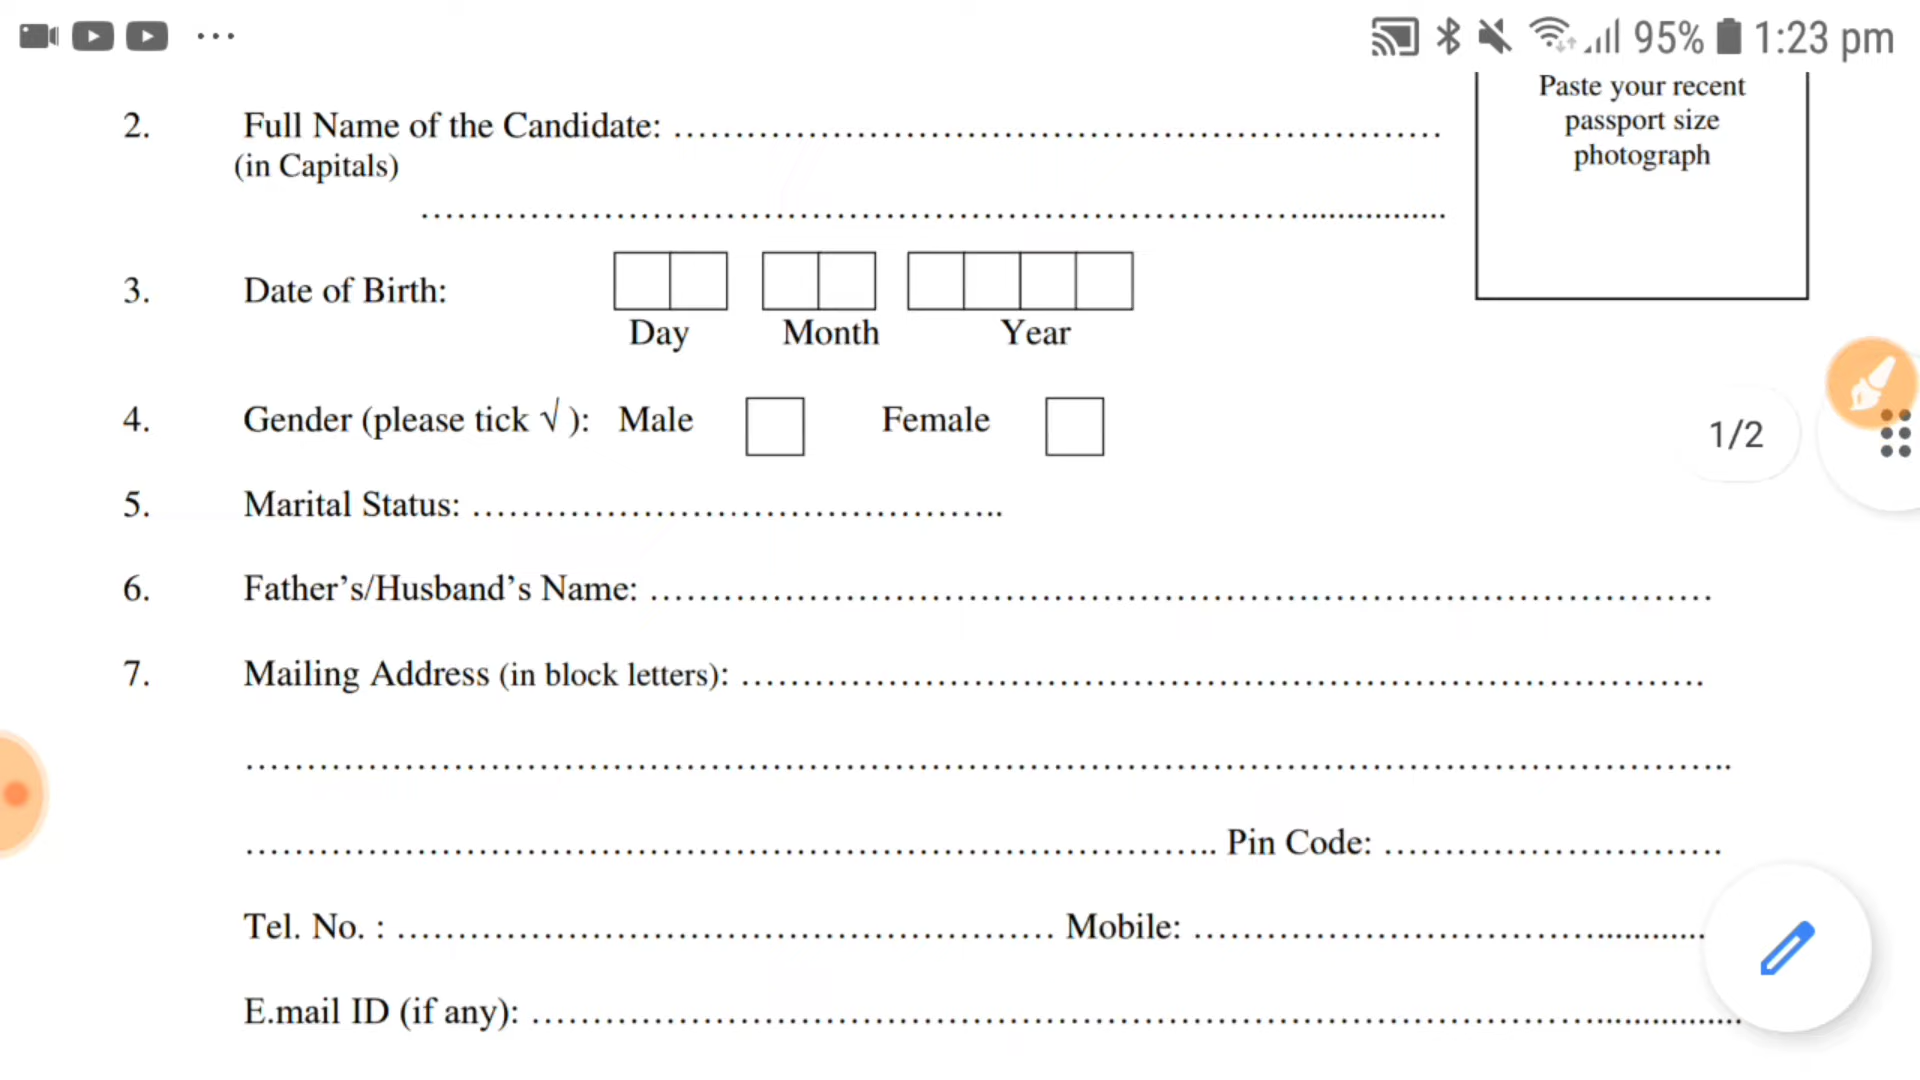 95% 1:23 pm
Paste your recent
passport size
photograph
2. Full Name of the Candidate: ...............................................................
(in Capitals)
....................................................................................
3. Date of Birth:
Day Month Year
4. Gender (please tick √ ): Male Female
1/2
5. Marital Status: ............................................
6. Father’s/Husband’s Name: .......................................................................................
7. Mailing Address (in block letters): ...............................................................................
..........................................................................................................................
................................................................................ Pin Code: ............................
Tel. No. : ...................................................... Mobile: ..........................................
E.mail ID (if any): ...................................................................................................